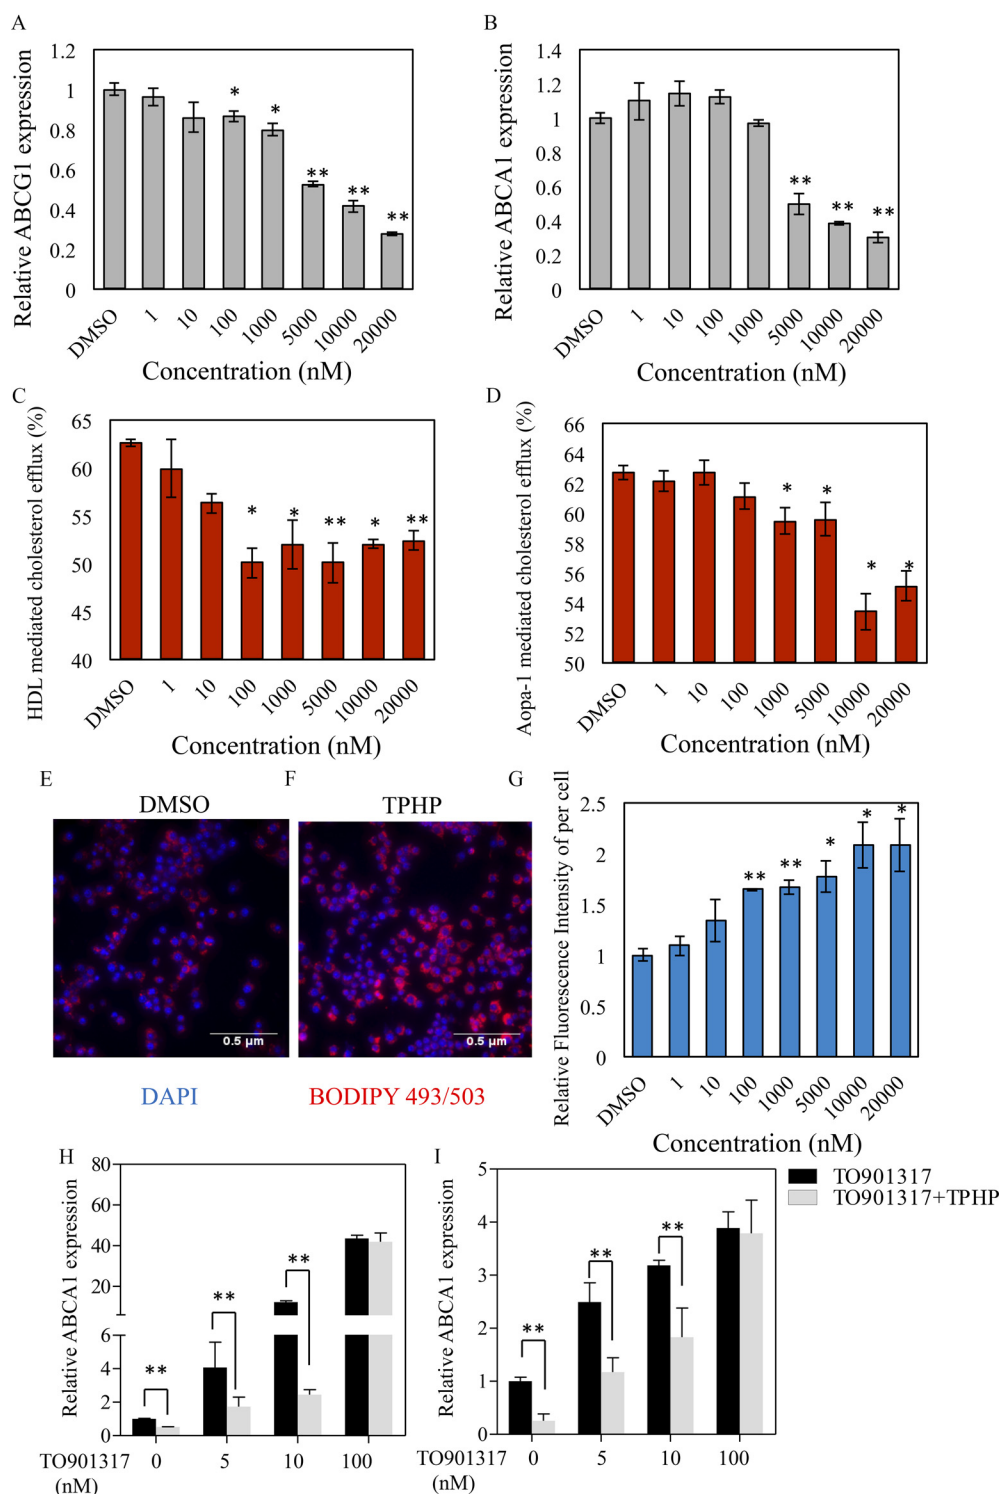 A
Relative ABCG1 expression
1.2
1
0.8
0.6
0.4
0.2
0
* * ** ** **
DMSO 1 10 100 1000 5000 10000 20000
Concentration (nM)
B
Relative ABCA1 expression
1.4
1.2
1
0.8
0.6
0.4
0.2
0
** ** **
DMSO 1 10 100 1000 5000 10000 20000
Concentration (nM)
C
HDL mediated cholesterol efflux (%)
65
60
55
50
45
40
* * ** * **
DMSO 1 10 100 1000 5000 10000 20000
Concentration (nM)
D
Aopa-1 mediated cholesterol efflux (%)
66
64
62
60
58
56
54
52
50
* * * *
DMSO 1 10 100 1000 5000 10000 20000
Concentration (nM)
E
DMSO
0.5 μm
DAPI
F
TPHP
0.5 μm
BODIPY 493/503
G
Relative Fluorescence Intensity of per cell
2.5
2
1.5
1
0.5
0
** ** * * *
DMSO 1 10 100 1000 5000 10000 20000
Concentration (nM)
H
Relative ABCA1 expression
80
60
40
20
6
4
2
0
** ** **
TO901317 0 5 10 100
(nM)
I
Relative ABCA1 expression
5
4
3
2
1
0
** ** **
TO901317 0 5 10 100
(nM)
TO901317
TO901317+TPHP